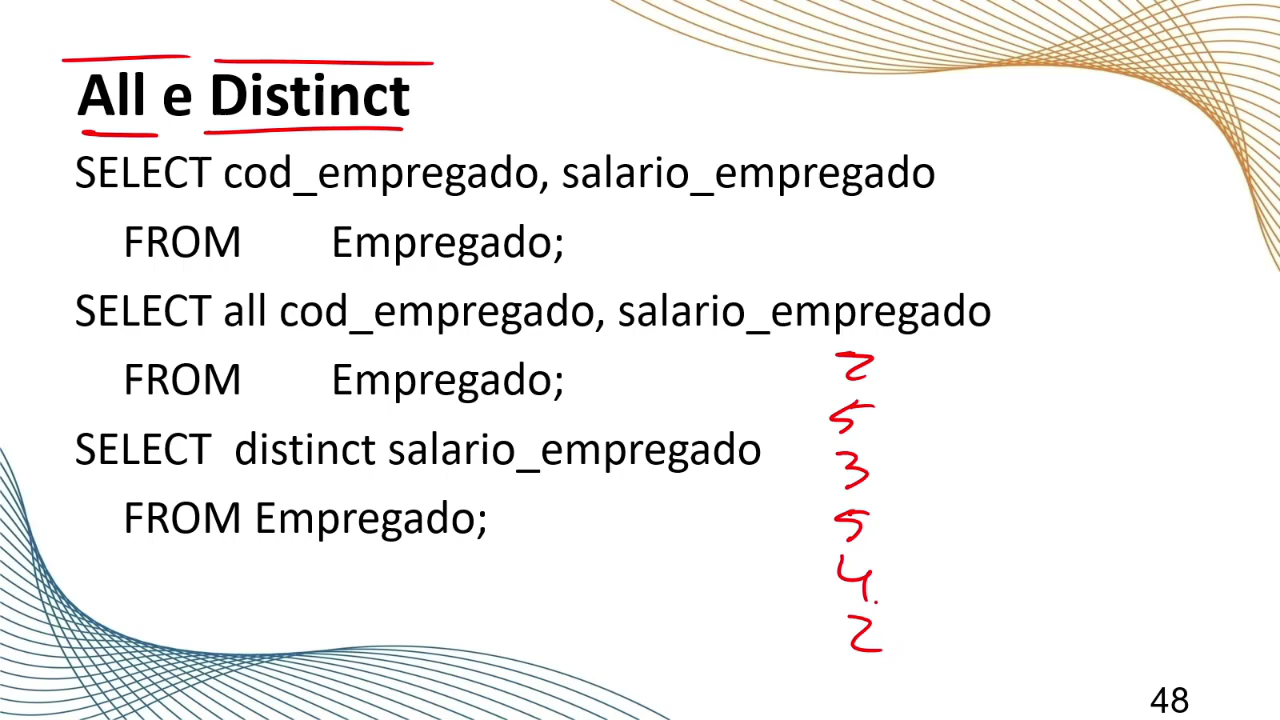 All e Distinct
SELECT cod_empregado, salario_empregado
FROM Empregado;
SELECT all cod_empregado, salario_empregado
FROM Empregado;
SELECT distinct salario_empregado
FROM Empregado;
2
5
3
5
4
2
48